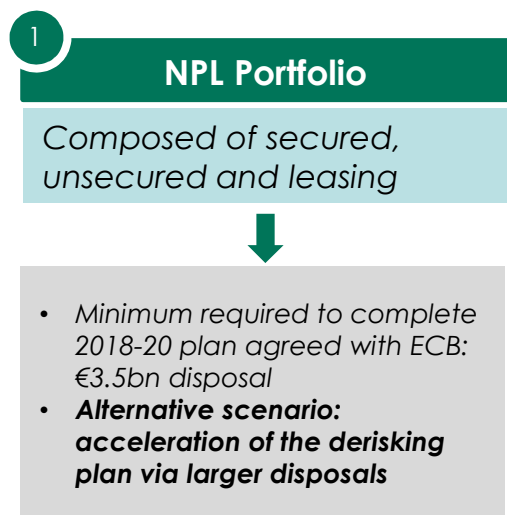 1
NPL Portfolio
Composed of secured,
unsecured and leasing
• Minimum required to complete
2018-20 plan agreed with ECB:
€3.5bn disposal
• Alternative scenario:
acceleration of the derisking
plan via larger disposals